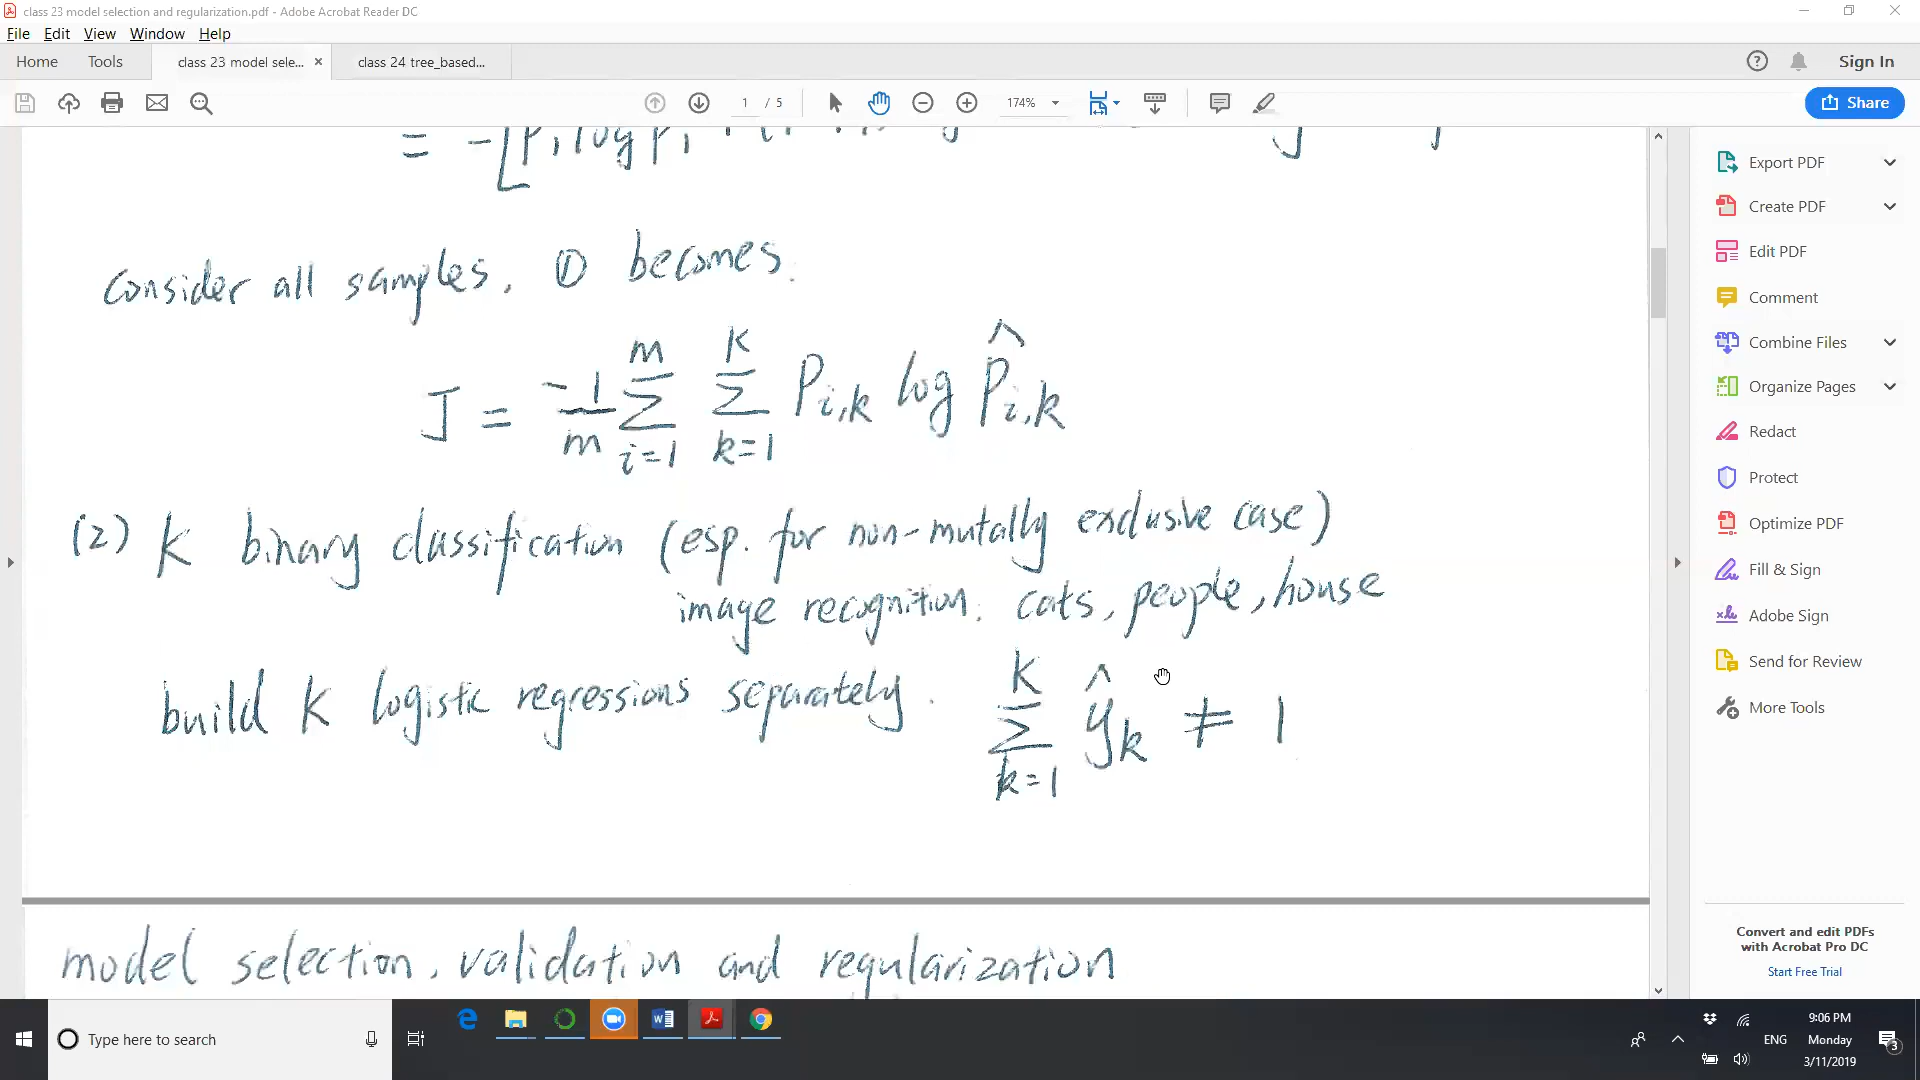 class 23 model selection and regularization.pdf - Adobe Acrobat Reader DC
File Edit View Window Help
Home Tools class 23 model sele... × class 24 tree_based...
Sign In
1 / 5 174%
Share
= -[P₁ log P₁
Consider all samples, ① becomes.
J = -1/m Σ_{i=1}^{m} Σ_{k=1}^{K} P_{i,k} log P̂_{i,k}
(2) K binary classification (esp. for non-mutally exclusive case)
image recognition: cats, people, house
build K logistic regressions separately. Σ_{k=1}^{K} ŷ_k ≠ 1
model selection, validation and regularization
Export PDF
Create PDF
Edit PDF
Comment
Combine Files
Organize Pages
Redact
Protect
Optimize PDF
Fill & Sign
Adobe Sign
Send for Review
More Tools
Convert and edit PDFs
with Acrobat Pro DC
Start Free Trial
Type here to search
ENG
9:06 PM
Monday
3/11/2019
3